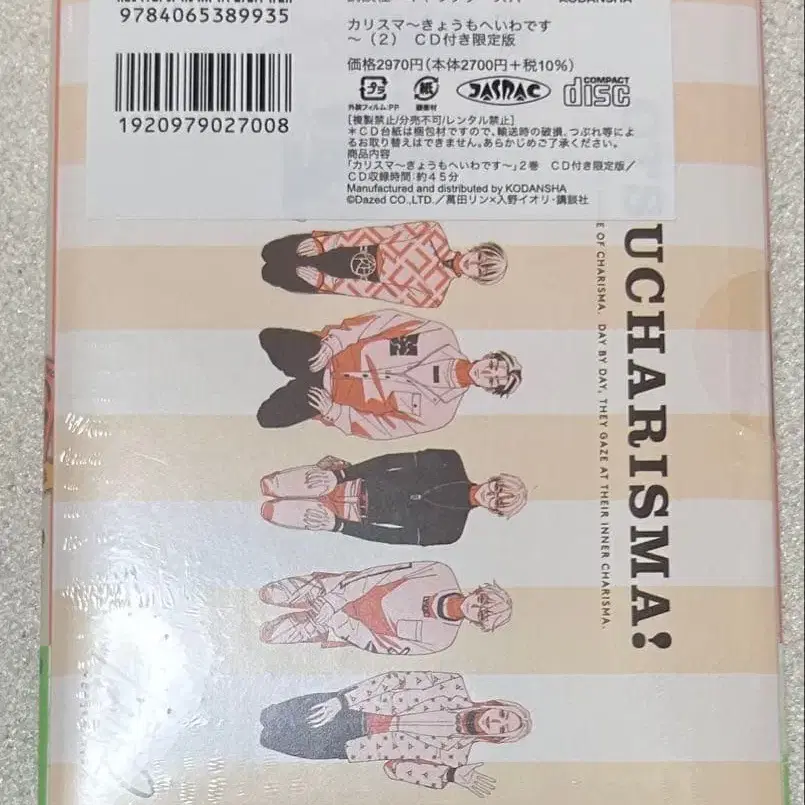 KODANSHA
9784065389935
カリスマ～きょうもへいわです
～（2） CD付き限定版
価格2970円（本体2700円＋税10％）
1920979027008
プラ
外装フィルム:PP
紙
JASRAC
COMPACT
disc
[複製禁止/分売不可/レンタル禁止]
＊CD台紙は梱包材ですので、輸送時の破損、つぶれ等によ
るお取り替えはできません。あらかじめご了承ください。
商品内容
「カリスマ～きょうもへいわです～」2巻 CD付き限定版／
CD収録時間：約45分
Manufactured and distributed by KODANSHA
©Dazed CO.,LTD.／萬田リン×入野イオリ・講談社
UCHARISMA!
E OF CHARISMA. DAY BY DAY, THEY GAZE AT THEIR INNER CHARISMA.